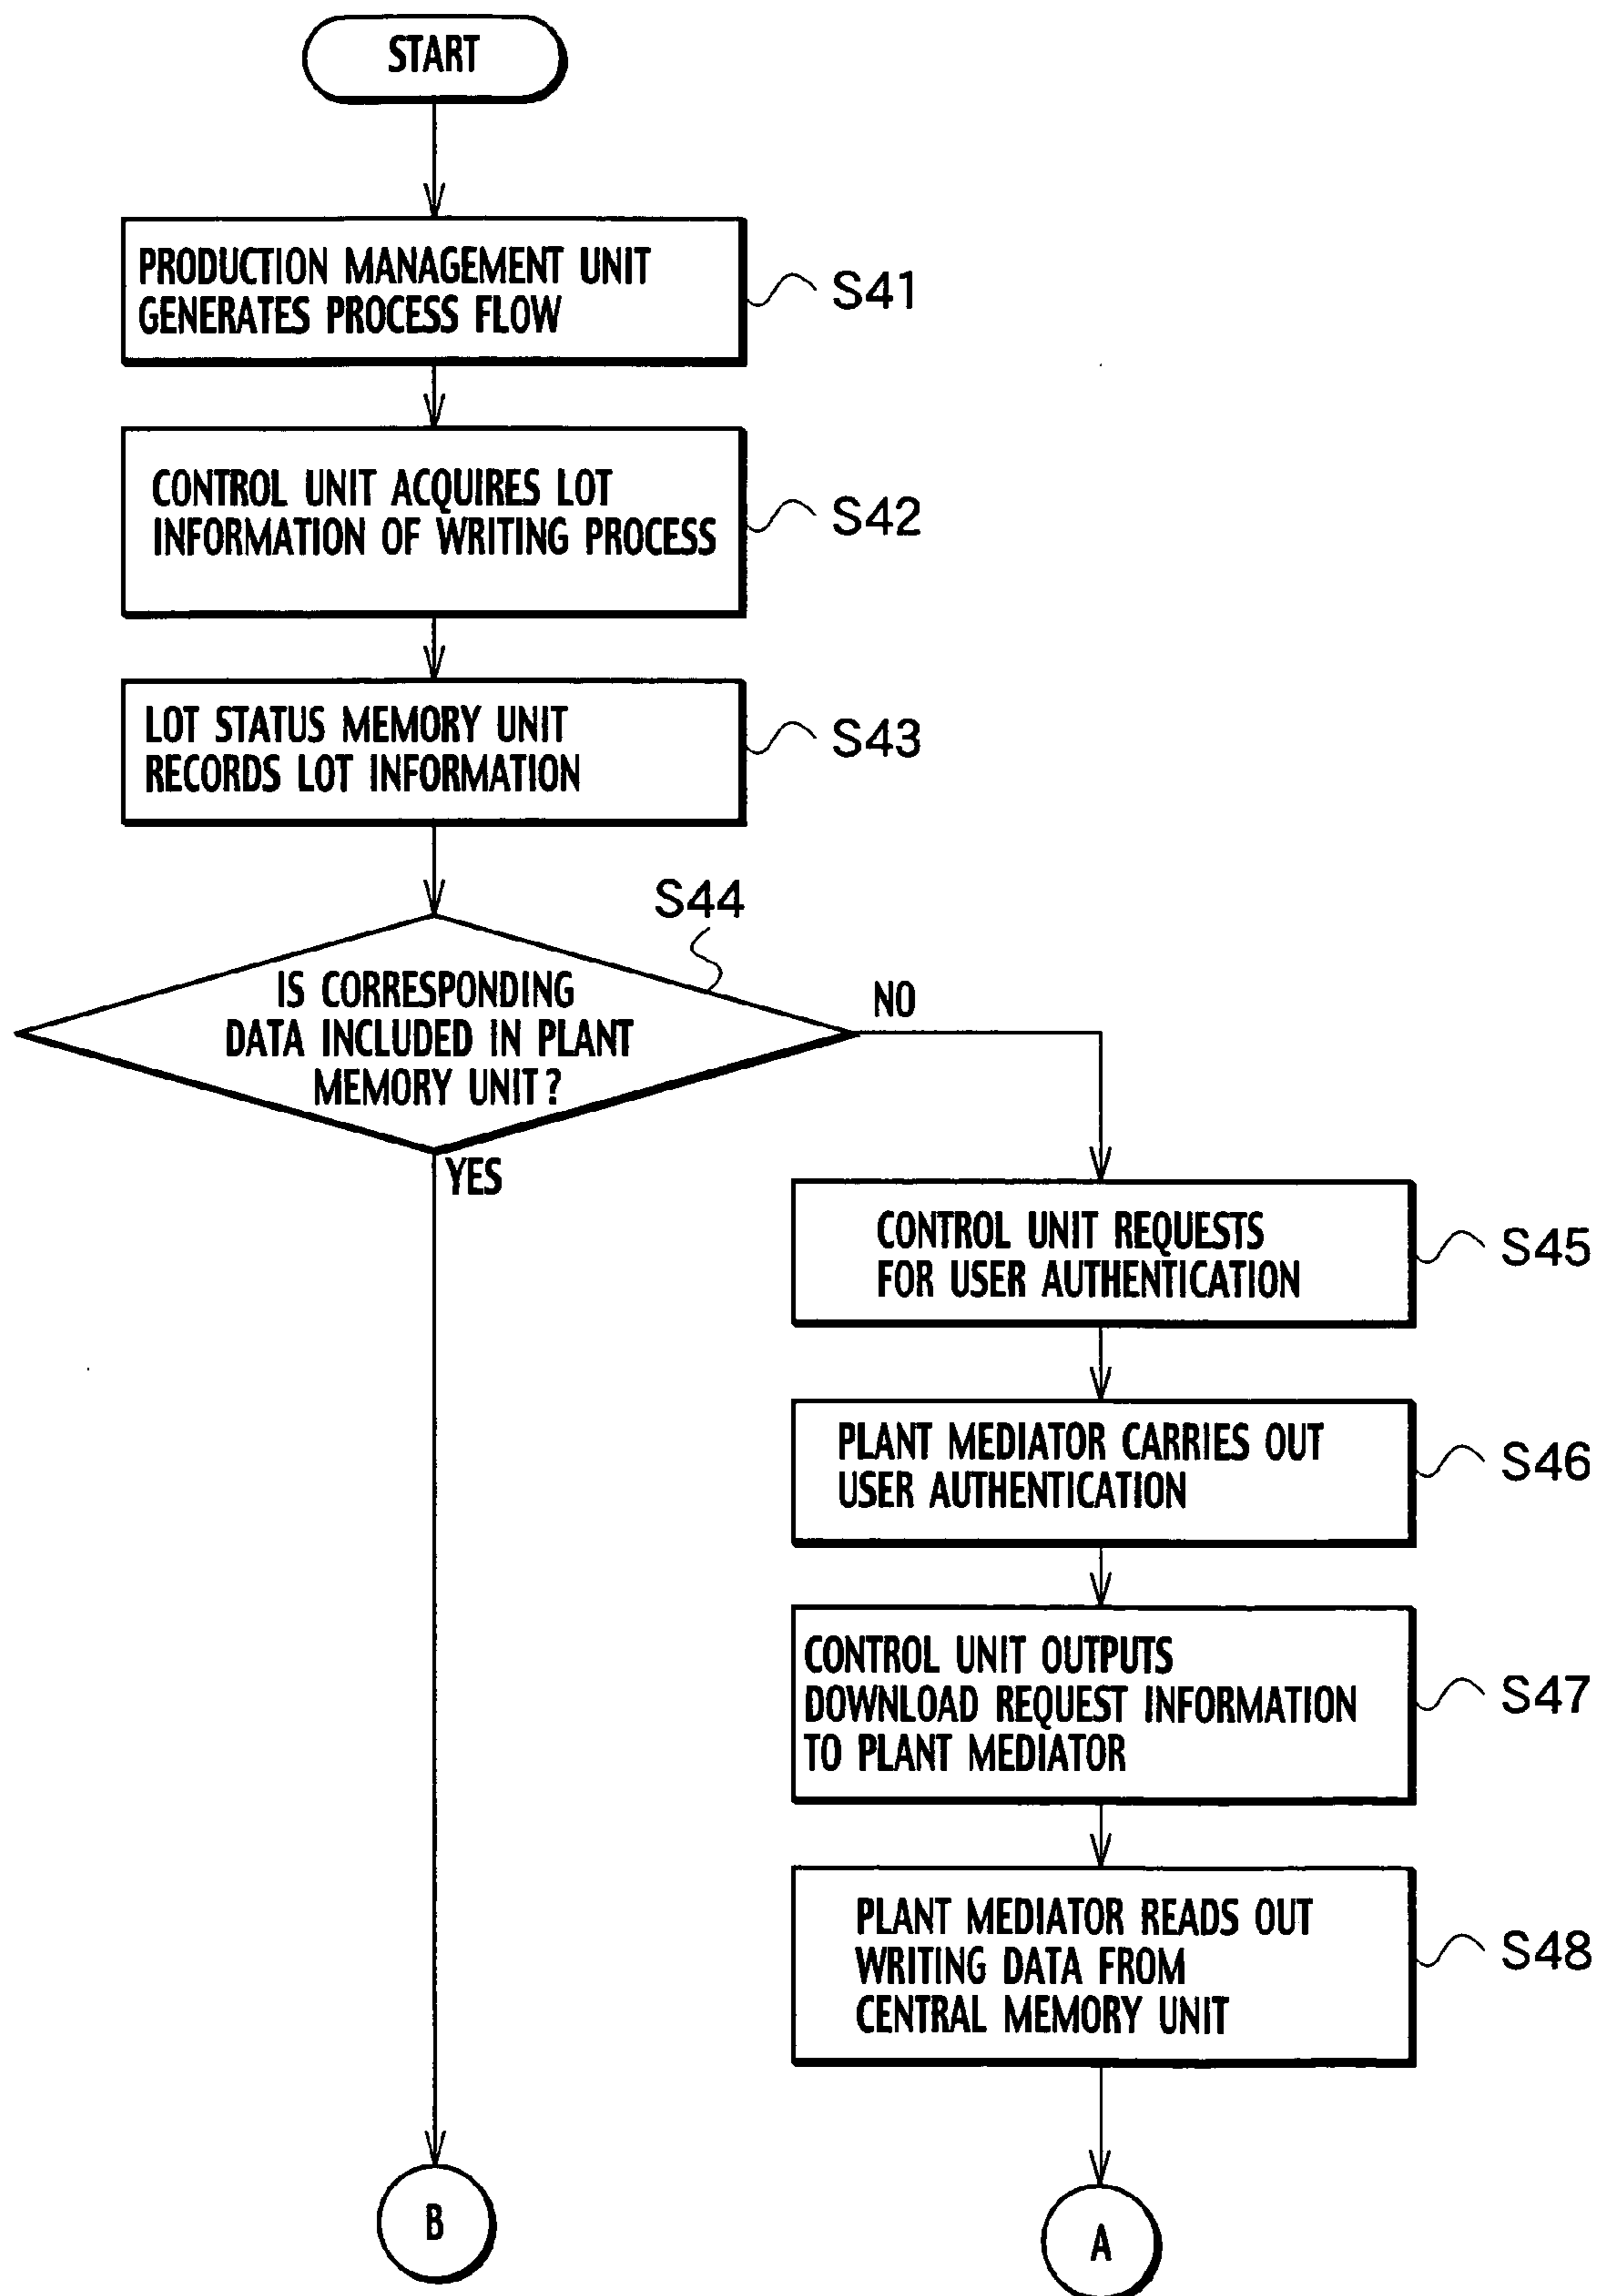 START
PRODUCTION MANAGEMENT UNIT
GENERATES PROCESS FLOW
S41
CONTROL UNIT ACQUIRES LOT
INFORMATION OF WRITING PROCESS
S42
LOT STATUS MEMORY UNIT
RECORDS LOT INFORMATION
S43
S44
IS CORRESPONDING
DATA INCLUDED IN PLANT
MEMORY UNIT?
NO
YES
CONTROL UNIT REQUESTS
FOR USER AUTHENTICATION
S45
PLANT MEDIATOR CARRIES OUT
USER AUTHENTICATION
S46
CONTROL UNIT OUTPUTS
DOWNLOAD REQUEST INFORMATION
TO PLANT MEDIATOR
S47
PLANT MEDIATOR READS OUT
WRITING DATA FROM
CENTRAL MEMORY UNIT
S48
B
A